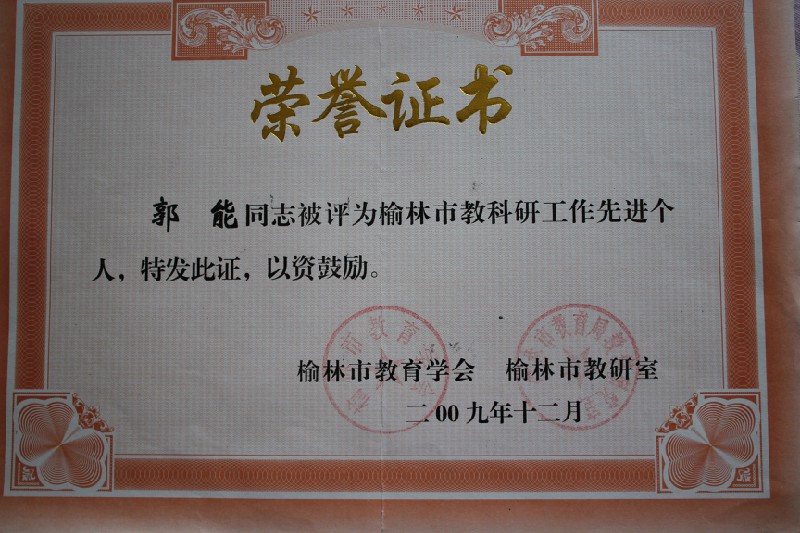 荣誉证书
郭 能同志被评为榆林市教科研工作先进个
人，特发此证，以资鼓励。
榆林市教育学会 榆林市教研室
二00九年十二月